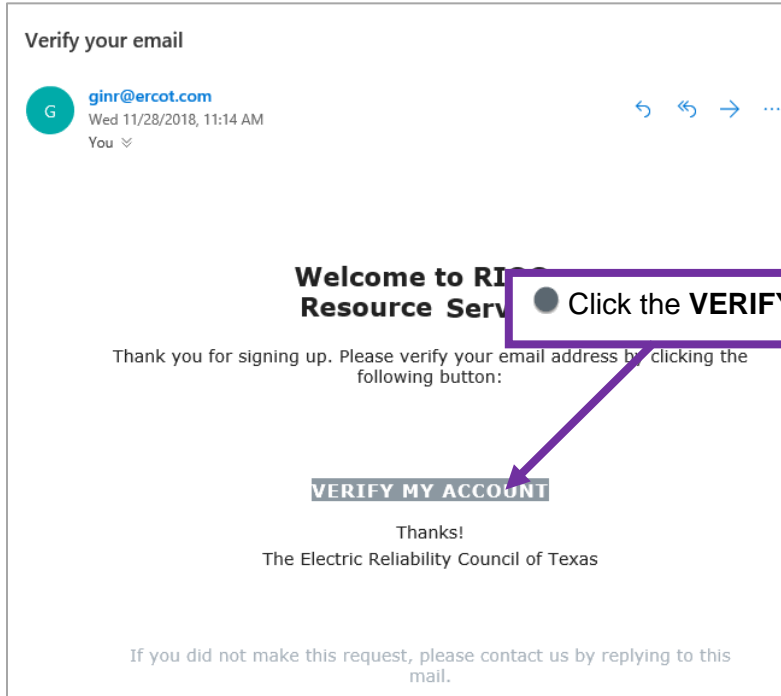 Verify your email
G
ginr@ercot.com
Wed 11/28/2018, 11:14 AM
You
Welcome to
Resource
Click the VERIFY
Thank you for signing up. Please verify your email address by clicking the
following button:
VERIFY MY ACCOUNT
Thanks!
The Electric Reliability Council of Texas
If you did not make this request, please contact us by replying to this
mail.